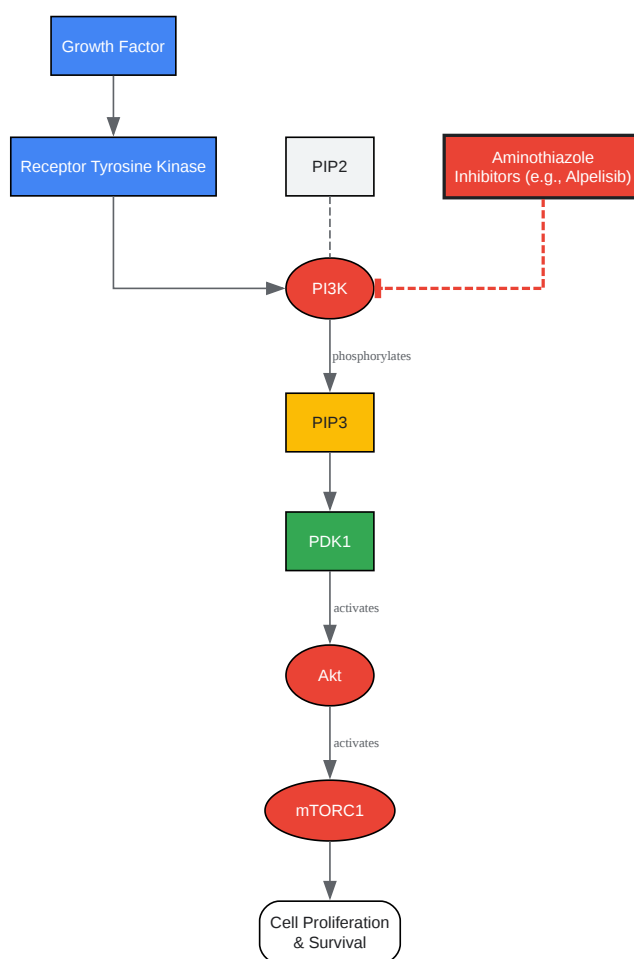 Growth Factor
Receptor Tyrosine Kinase
PIP2
Aminothiazole
Inhibitors (e.g., Alpelisib)
PI3K
phosphorylates
PIP3
PDK1
activates
Akt
activates
mTORC1
Cell Proliferation
& Survival